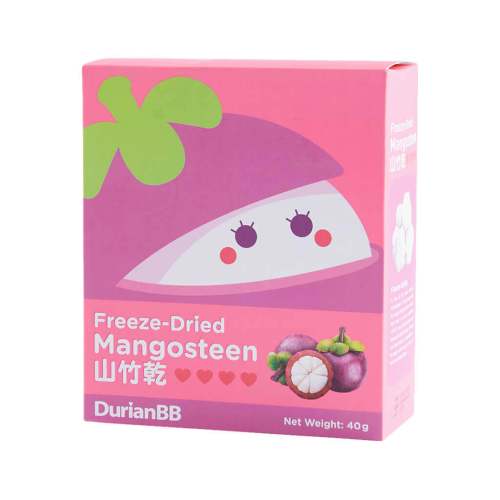 Freeze-Dried
Mangosteen
山竹乾
DurianBB
Net Weight: 40g
Freeze-Dried
Mangosteen
山竹乾